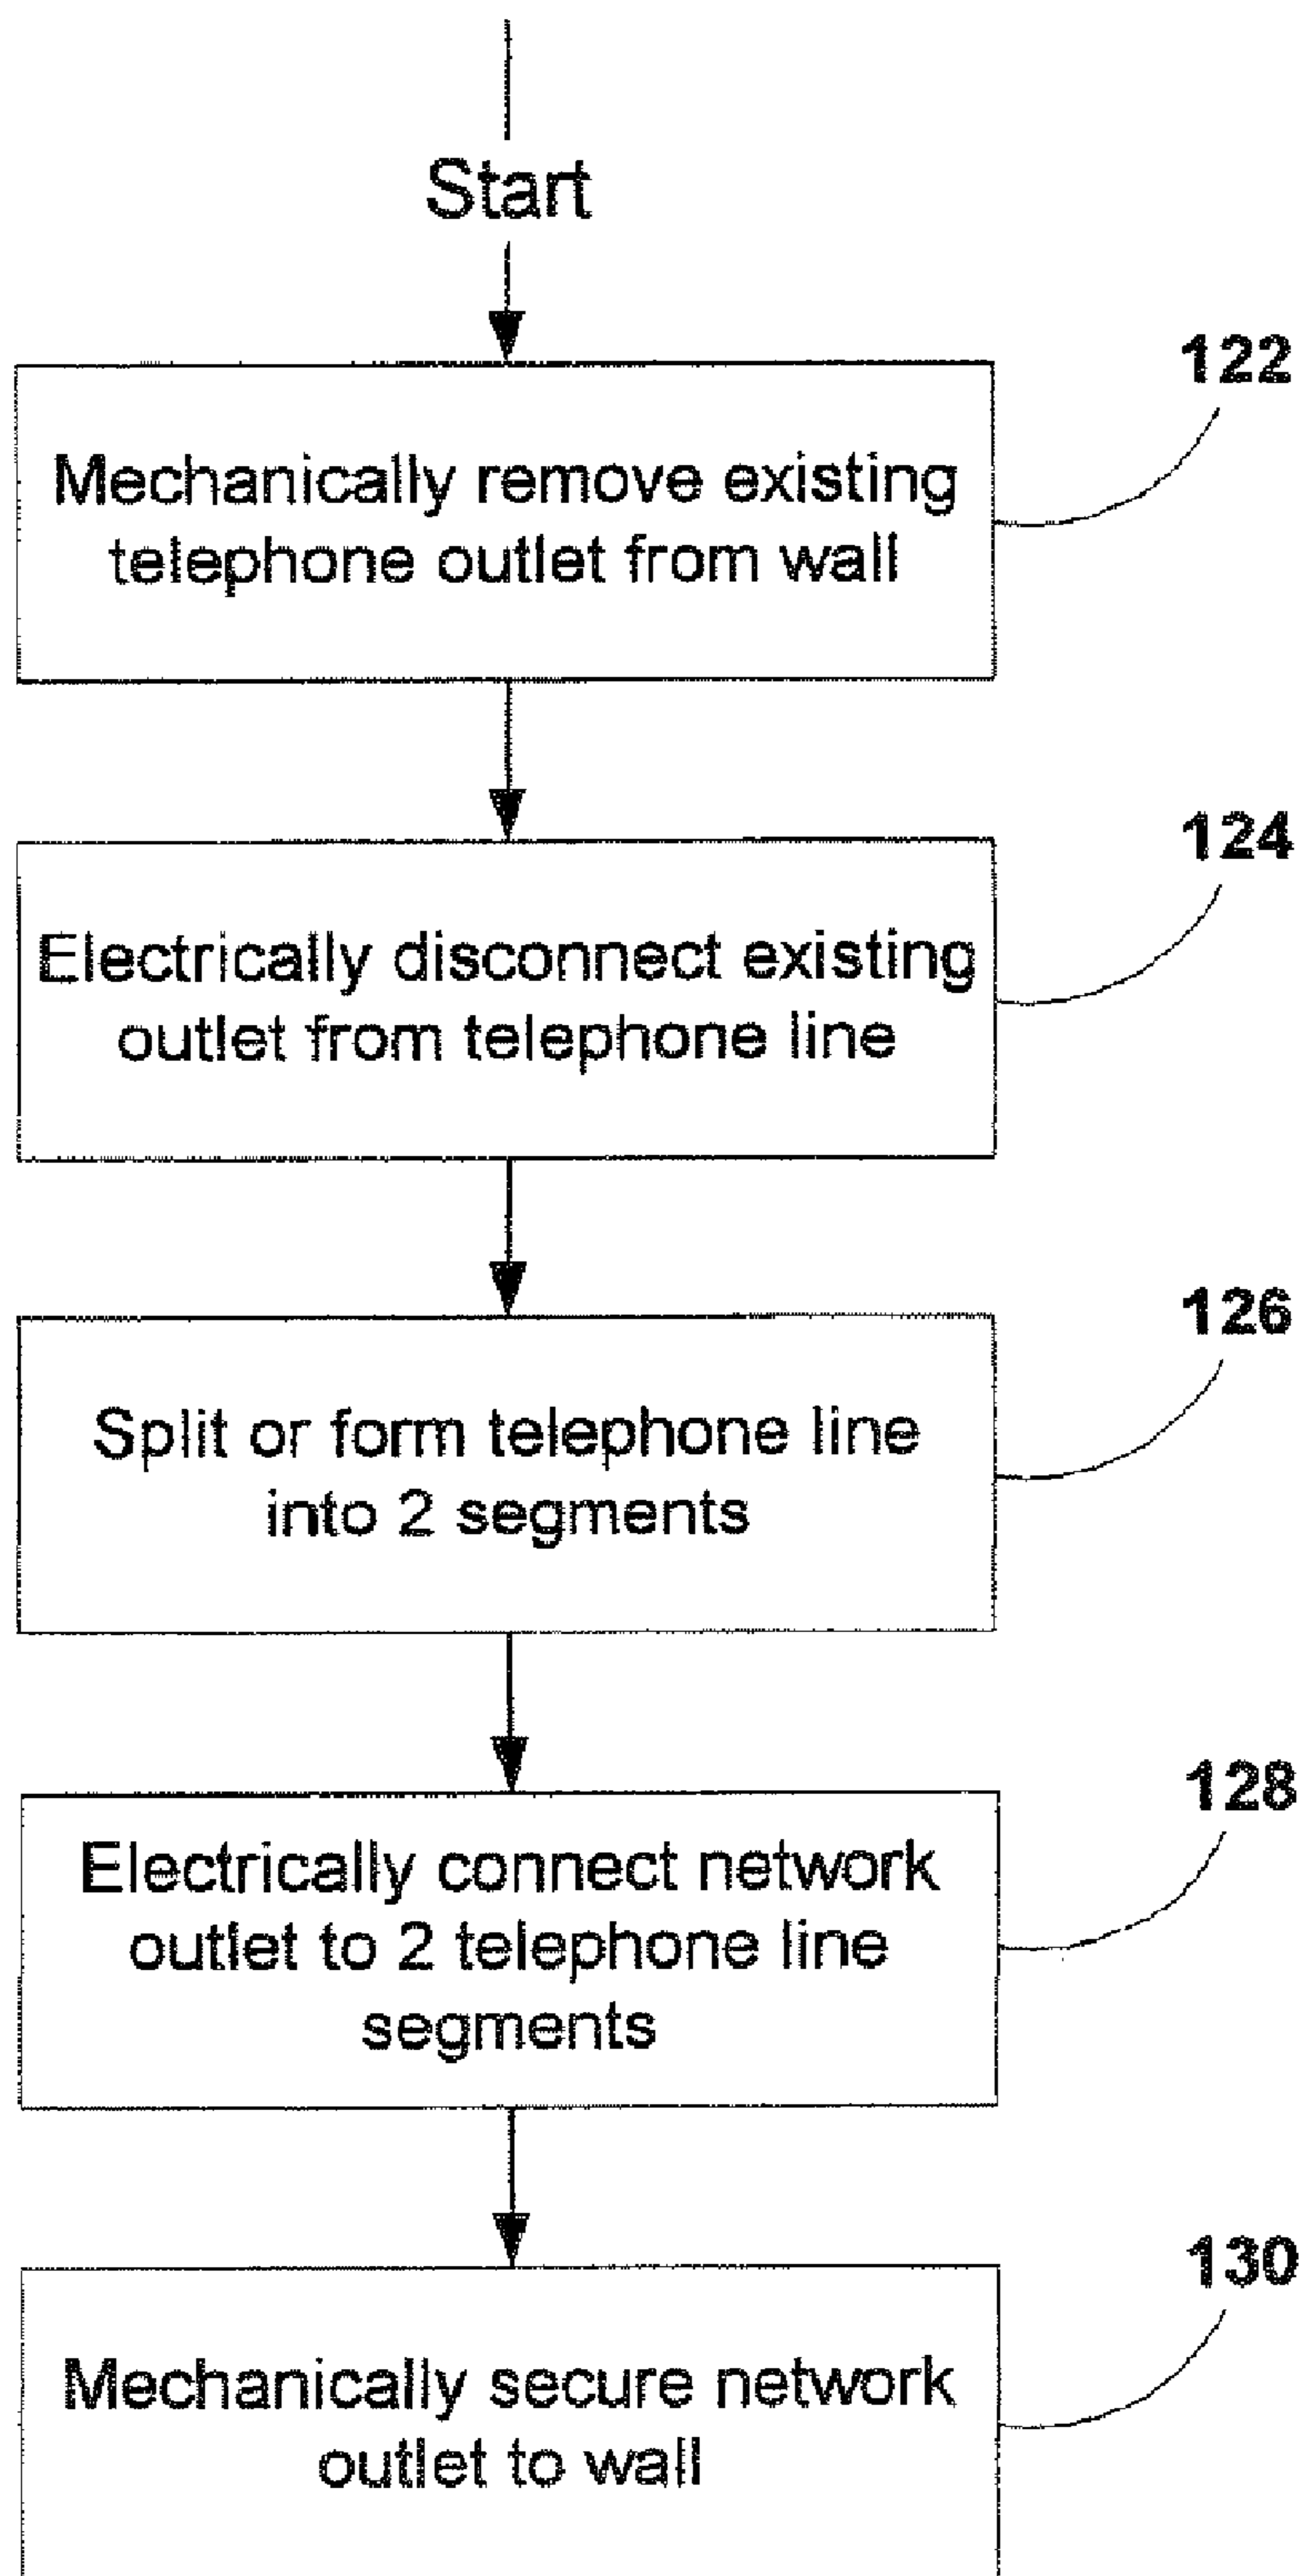 Start
122
Mechanically remove existing
telephone outlet from wall
124
Electrically disconnect existing
outlet from telephone line
126
Split or form telephone line
into 2 segments
128
Electrically connect network
outlet to 2 telephone line
segments
130
Mechanically secure network
outlet to wall